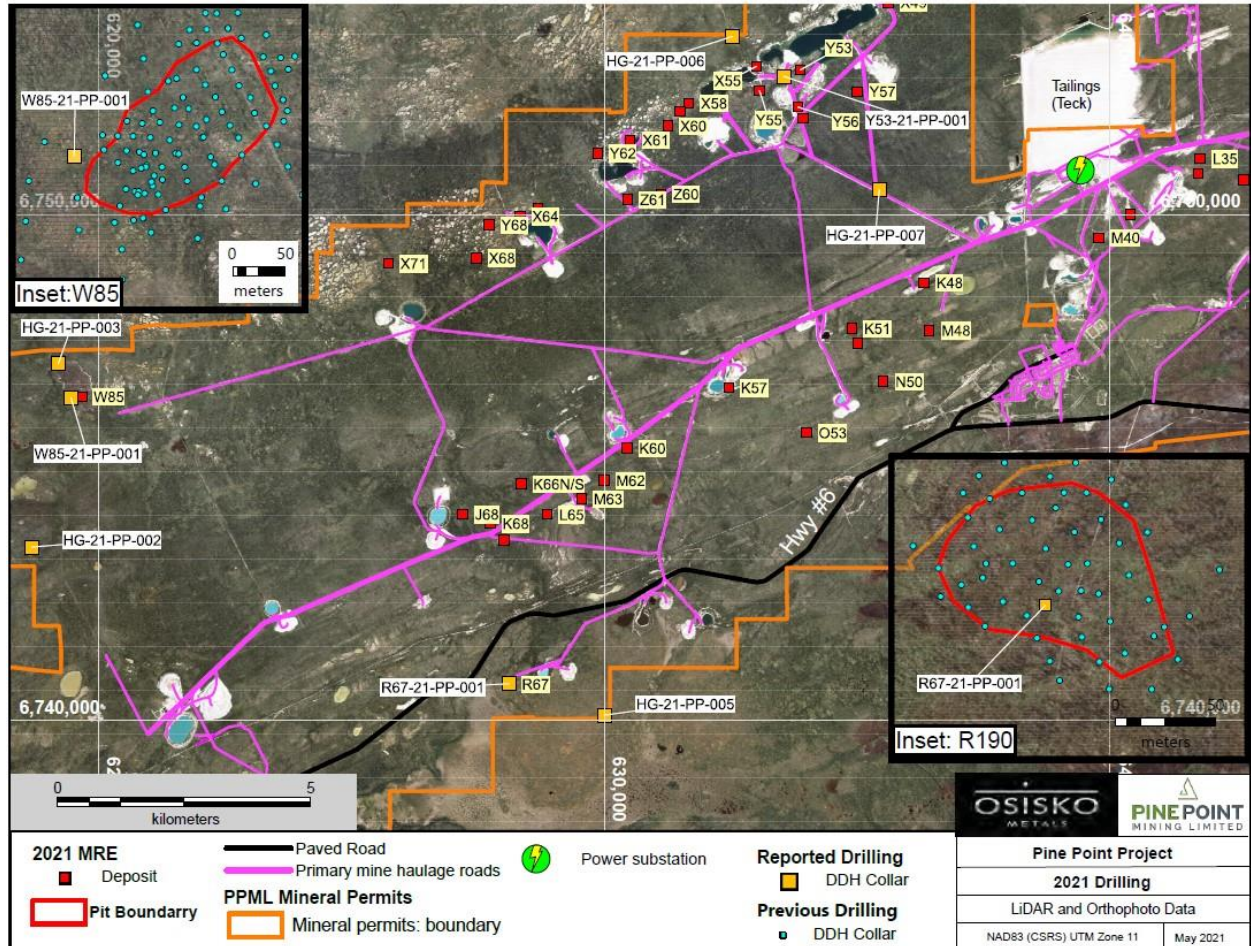 620,000
W85-21-PP-001
6,750,000
0 50
meters
Inset:W85
HG-21-PP-006
X55
Y53
X58
Y57
Y55
Y56
Y53-21-PP-001
X60
X61
Y62
Z60
Z61
X64
Y68
X68
X71
HG-21-PP-007
Tailings
(Teck)
L35
M40
K48
K51
M48
N50
K57
O53
K60
K66N/S
M62
M63
J68
L65
K68
HG-21-PP-003
W85
W85-21-PP-001
HG-21-PP-002
Hwy #6
R67-21-PP-001
R67
HG-21-PP-005
6,740,000
630,000
R67-21-PP-001
6,740,000
0 50
meters
Inset: R190
0 5
kilometers
OSISKO
METALS
PINE POINT
MINING LIMITED
2021 MRE
Deposit
Pit Boundarry
Paved Road
Primary mine haulage roads
PPML Mineral Permits
Mineral permits: boundary
Power substation
Reported Drilling
DDH Collar
Previous Drilling
DDH Collar
Pine Point Project
2021 Drilling
LiDAR and Orthophoto Data
NAD83 (CSRS) UTM Zone 11
May 2021